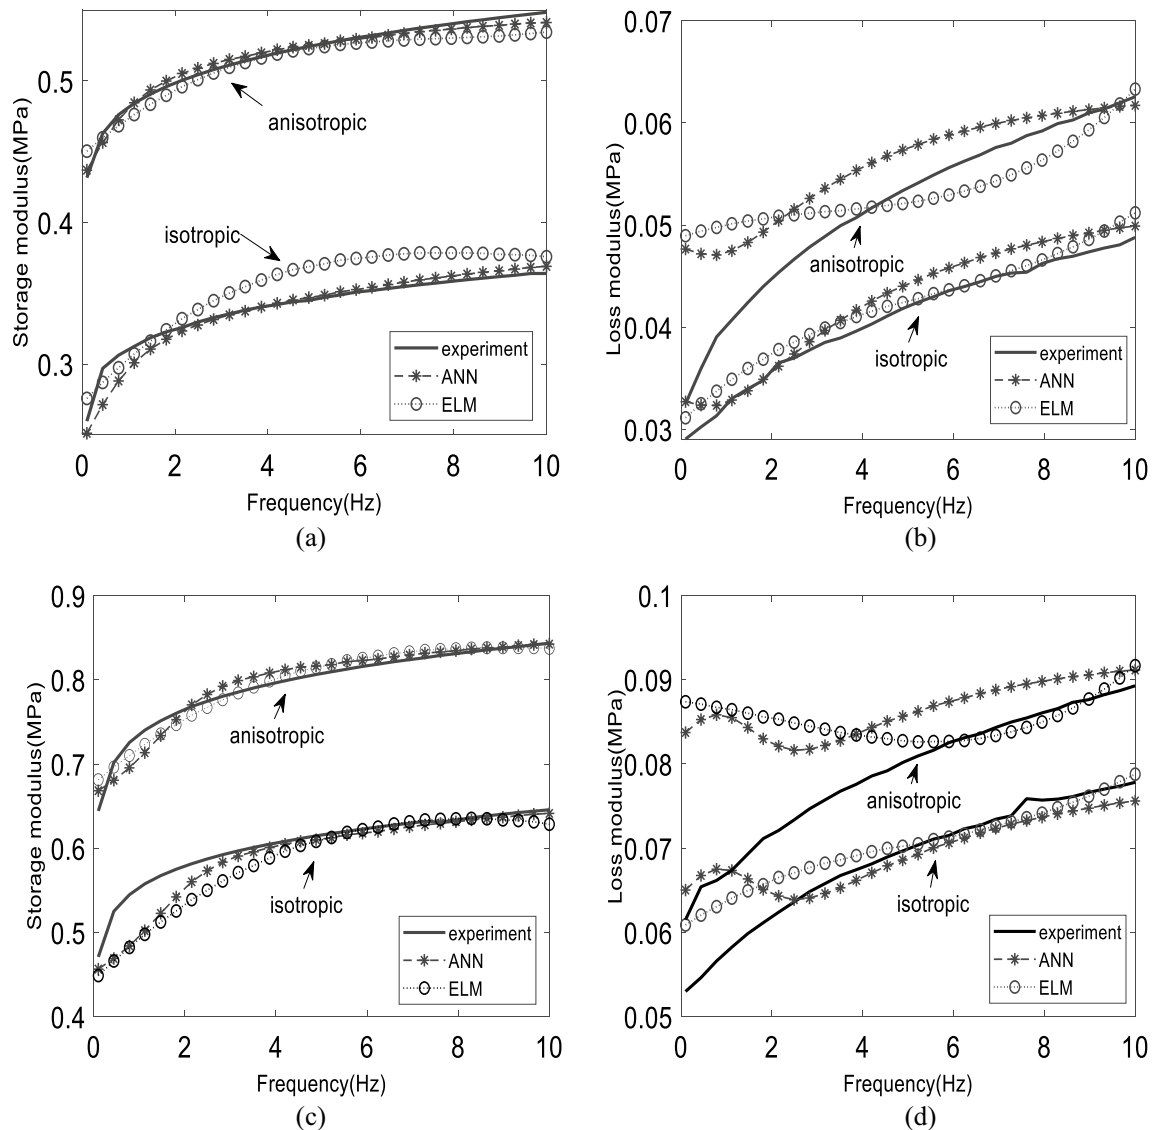 Storage modulus(MPa)
0.5
0.4
0.3
anisotropic
isotropic
experiment
ANN
ELM
0 2 4 6 8 10
Frequency(Hz)
(a)
Loss modulus(MPa)
0.07
0.06
0.05
0.04
0.03
anisotropic
isotropic
experiment
ANN
ELM
0 2 4 6 8 10
Frequency(Hz)
(b)
Storage modulus(MPa)
0.9
0.8
0.7
0.6
0.5
0.4
anisotropic
isotropic
experiment
ANN
ELM
0 2 4 6 8 10
Frequency(Hz)
(c)
Loss modulus(MPa)
0.1
0.09
0.08
0.07
0.06
0.05
anisotropic
isotropic
experiment
ANN
ELM
0 2 4 6 8 10
Frequency(Hz)
(d)